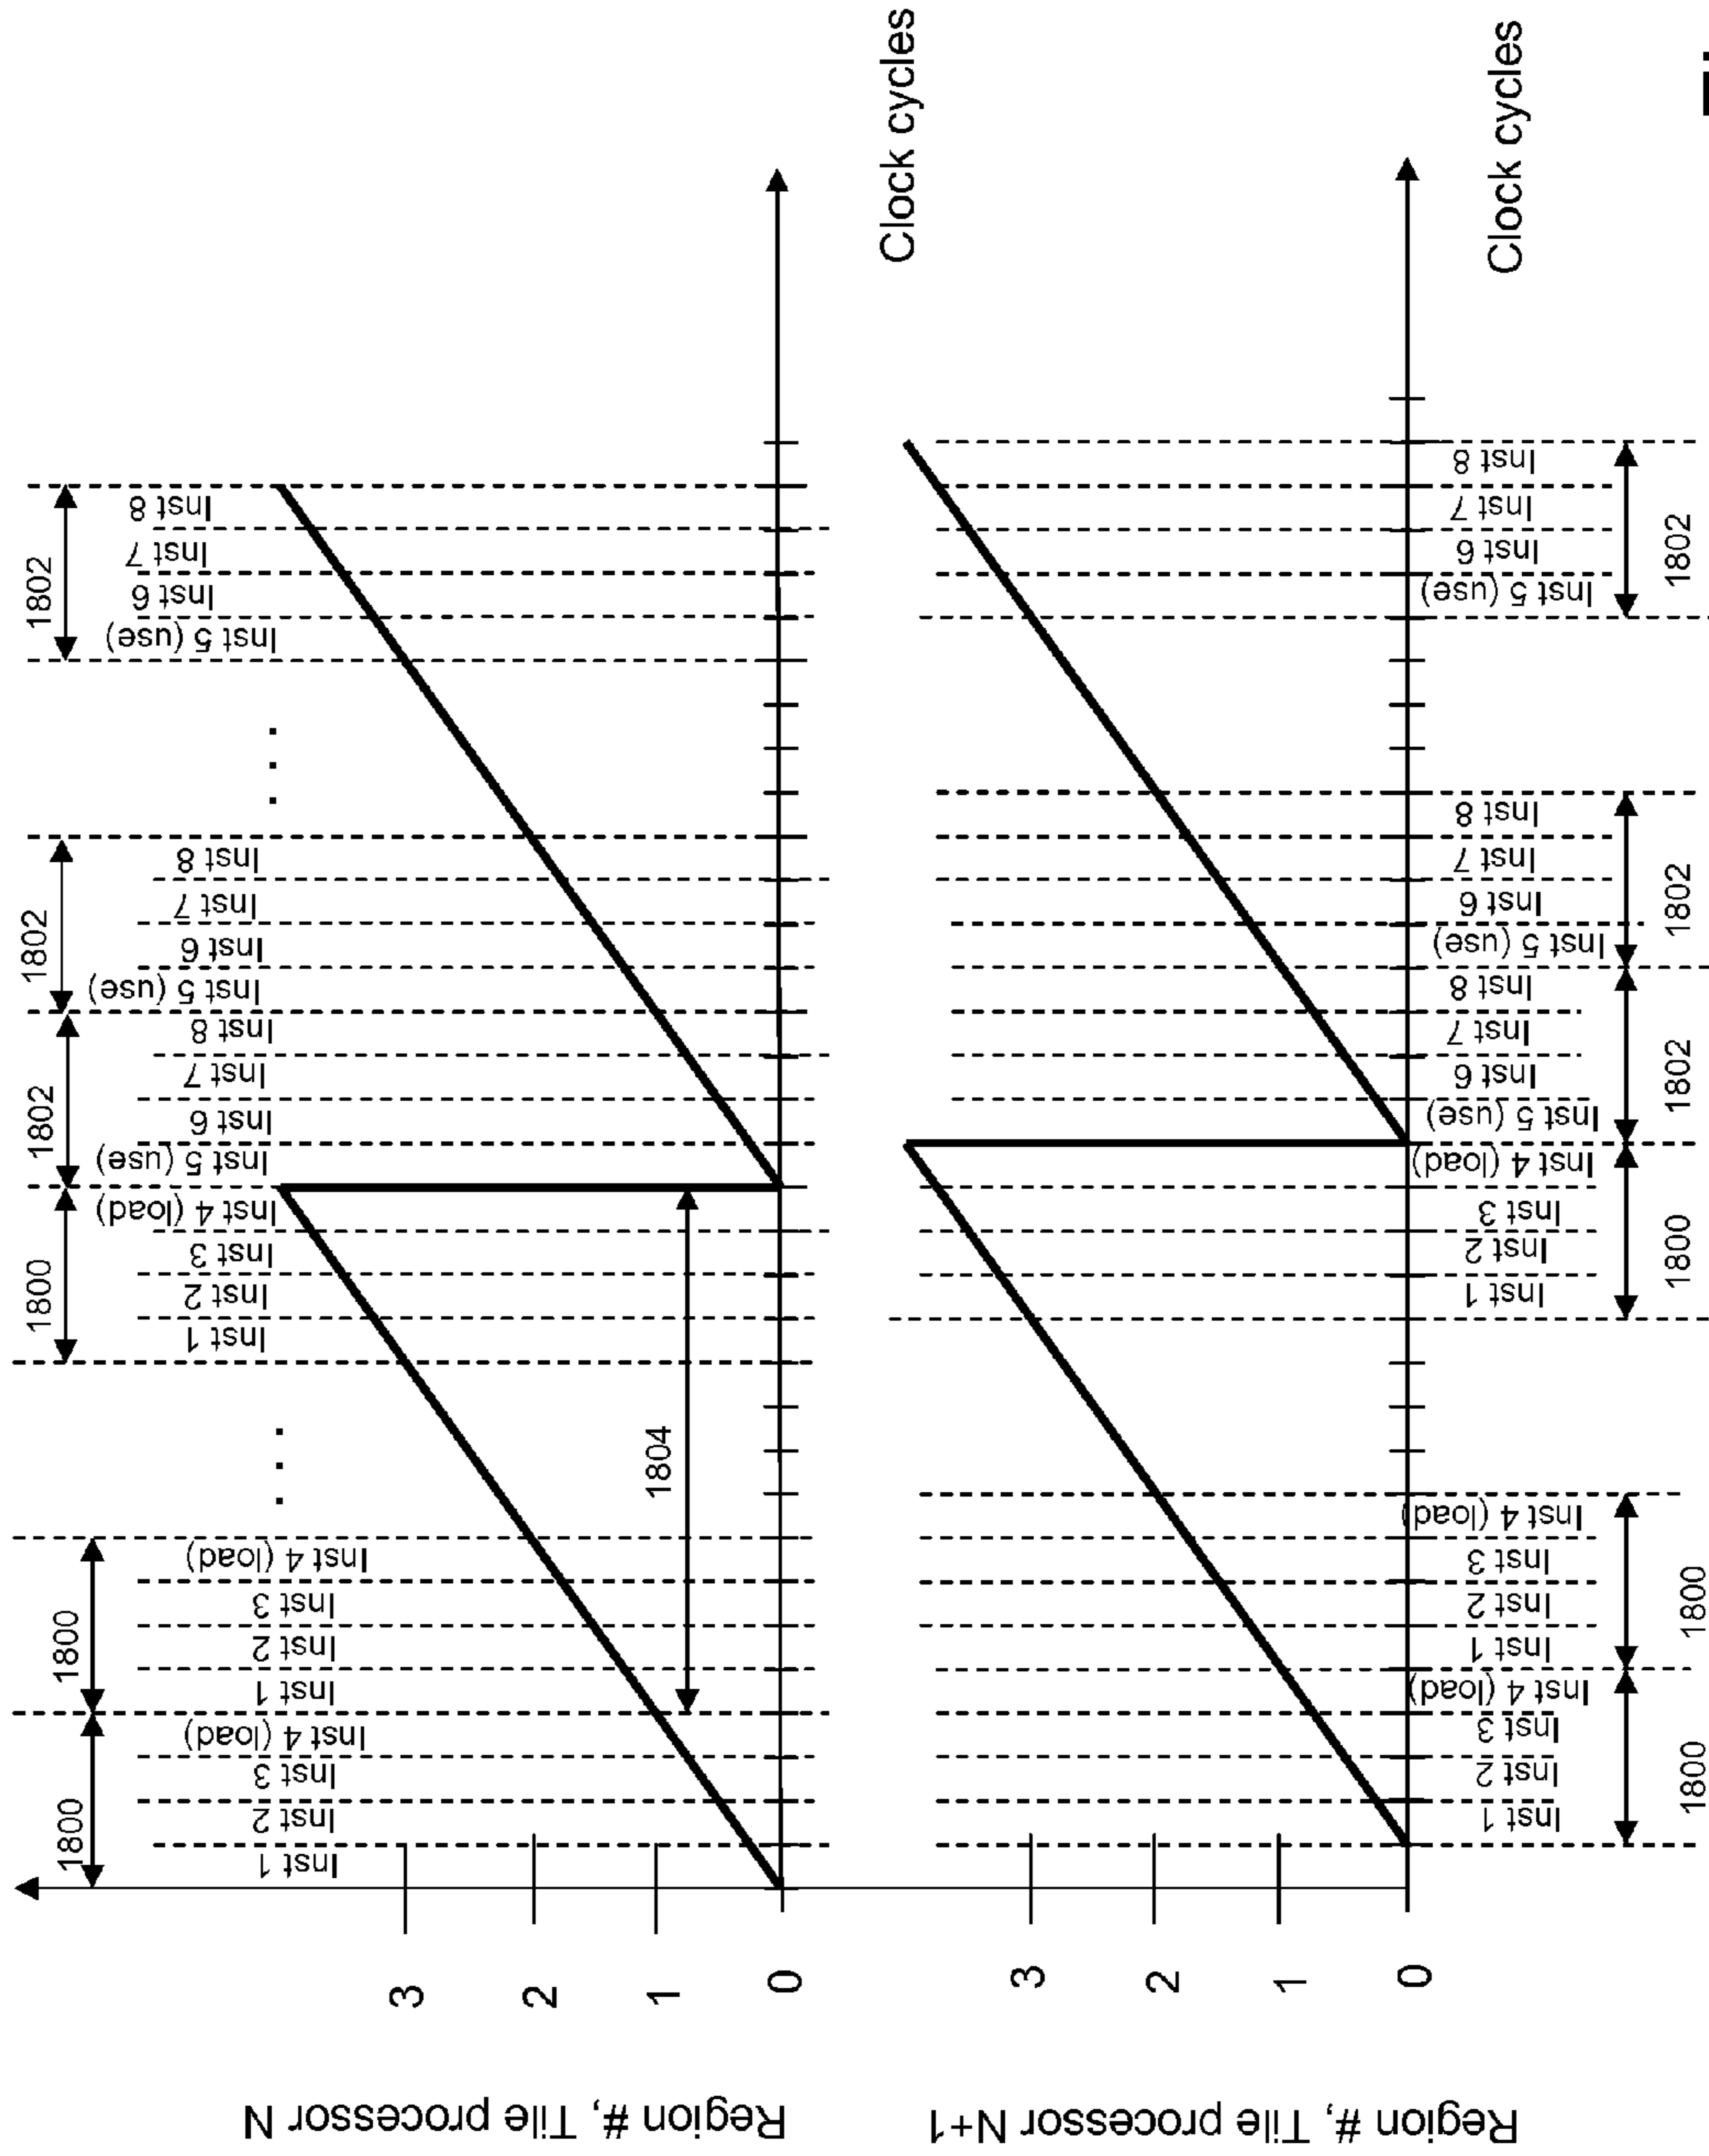 1800
1800
1800
1802
1802
1802
Inst 1
Inst 2
Inst 3
Inst 4 (load)
Inst 1
Inst 2
Inst 3
Inst 4 (load)
. . .
Inst 1
Inst 2
Inst 3
Inst 4 (load)
Inst 5 (use)
Inst 6
Inst 7
Inst 8
Inst 5 (use)
Inst 6
Inst 7
Inst 8
. . .
Inst 5 (use)
Inst 6
Inst 7
Inst 8
1804
3
2
1
0
Region #, Tile processor N
Clock cycles
3
2
1
0
Region #, Tile processor N+1
Inst 1
Inst 2
Inst 3
Inst 4 (load)
Inst 1
Inst 2
Inst 3
Inst 4 (load)
Inst 1
Inst 2
Inst 3
Inst 4 (load)
Inst 5 (use)
Inst 6
Inst 7
Inst 8
Inst 5 (use)
Inst 6
Inst 7
Inst 8
Inst 5 (use)
Inst 6
Inst 7
Inst 8
Clock cycles
1800
1800
1800
1802
1802
1802